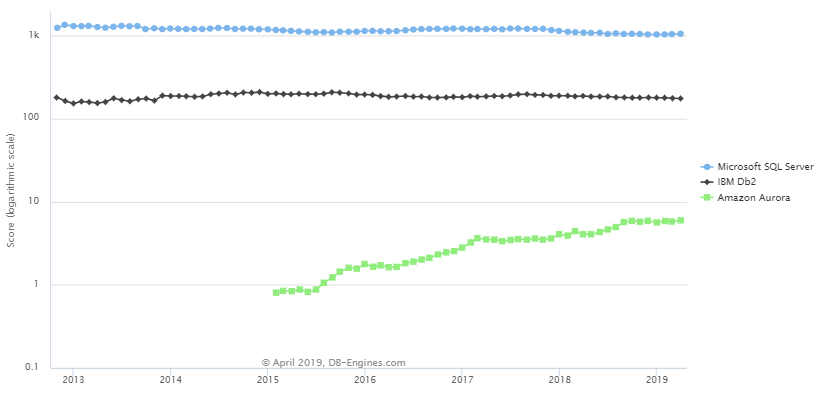 1k
100
10
1
0.1
Score (logarithmic scale)
2013 2014 2015 2016 2017 2018 2019
© April 2019, DB-Engines.com
Microsoft SQL Server
IBM Db2
Amazon Aurora